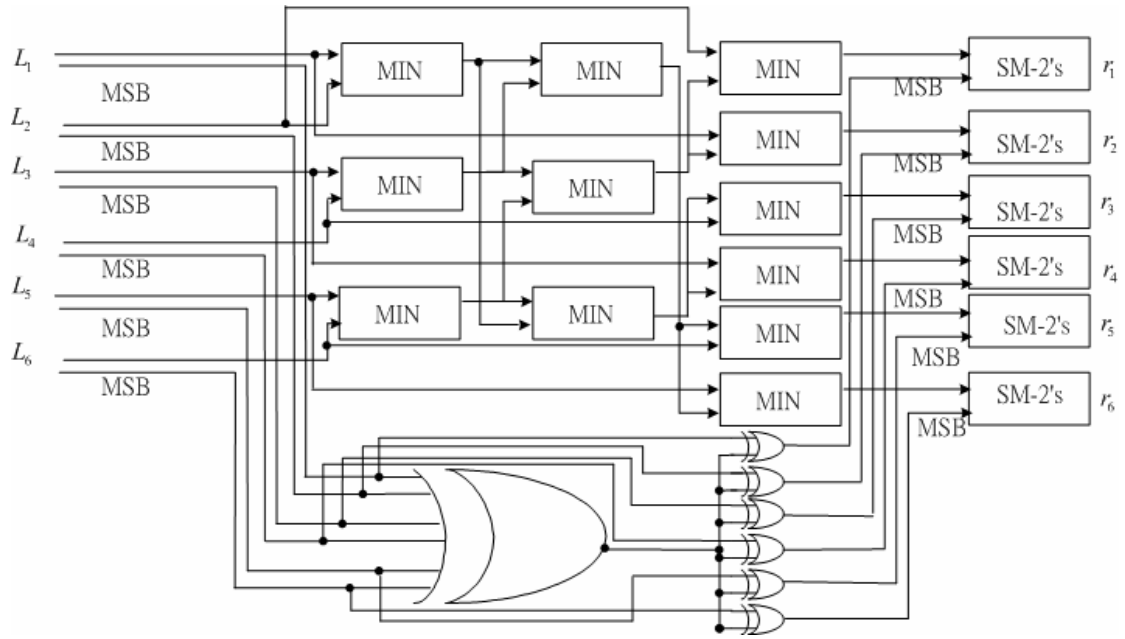 L₁
MSB
L₂
MSB
L₃
MSB
L₄
MSB
L₅
MSB
L₆
MSB
MIN
MIN
MIN
MIN
MIN
MIN
MIN
MIN
MIN
MIN
MIN
MIN
SM-2's r₁
MSB
SM-2's r₂
MSB
SM-2's r₃
MSB
SM-2's r₄
MSB
SM-2's r₅
MSB
SM-2's r₆
MSB